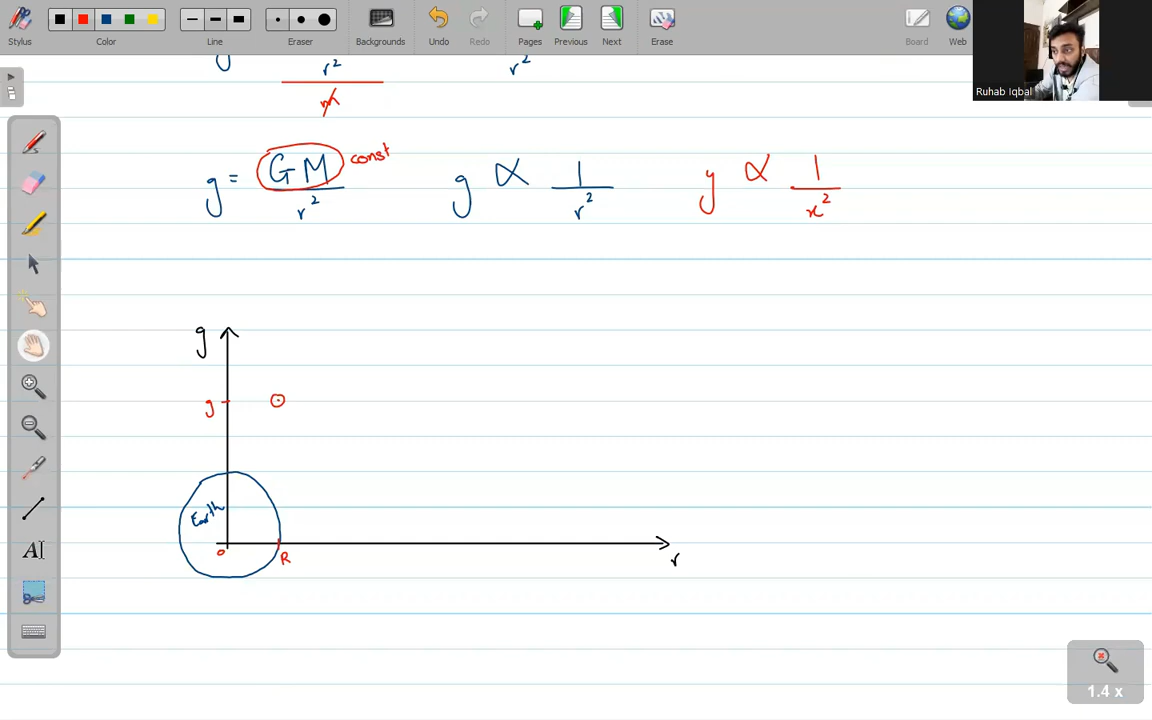 Stylus Color Line Eraser Backgrounds Undo Redo Pages Previous Next Erase Board Web
Ruhab Iqbal
r²
m
r²
g = GM / r² const
g ∝ 1 / r²
y ∝ 1 / x²
g
g
Earth
o
R
r
A
1.4 x